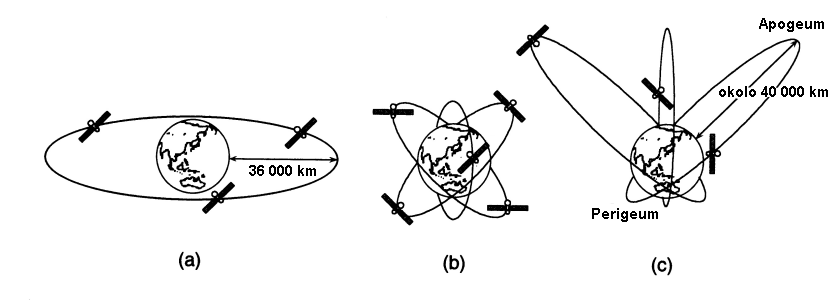 Apogeum
okolo 40 000 km
36 000 km
Perigeum
(a)
(b)
(c)